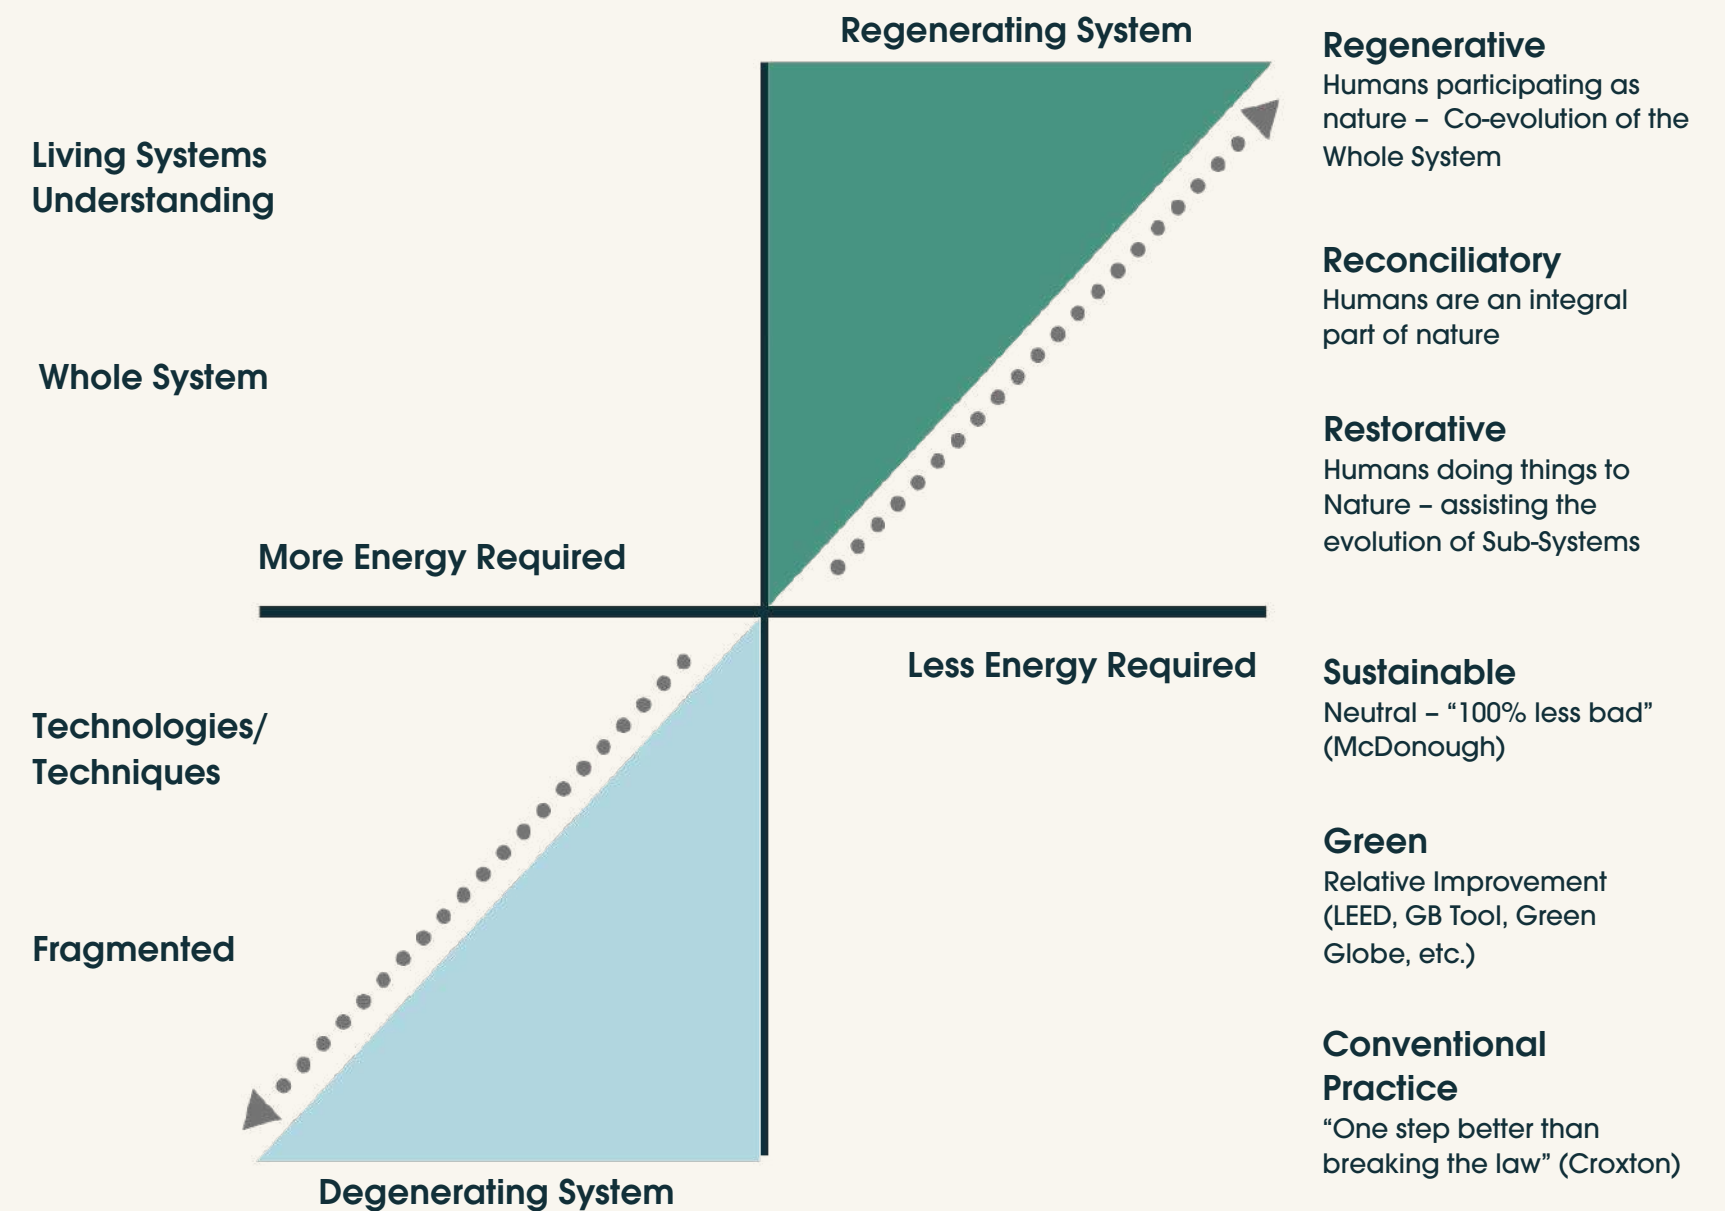 Regenerating System
Living Systems
Understanding
Whole System
More Energy Required
Less Energy Required
Technologies/
Techniques
Fragmented
Degenerating System
Regenerative
Humans participating as
nature – Co-evolution of the
Whole System
Reconciliatory
Humans are an integral
part of nature
Restorative
Humans doing things to
Nature – assisting the
evolution of Sub-Systems
Sustainable
Neutral – “100% less bad”
(McDonough)
Green
Relative Improvement
(LEED, GB Tool, Green
Globe, etc.)
Conventional
Practice
“One step better than
breaking the law” (Croxton)